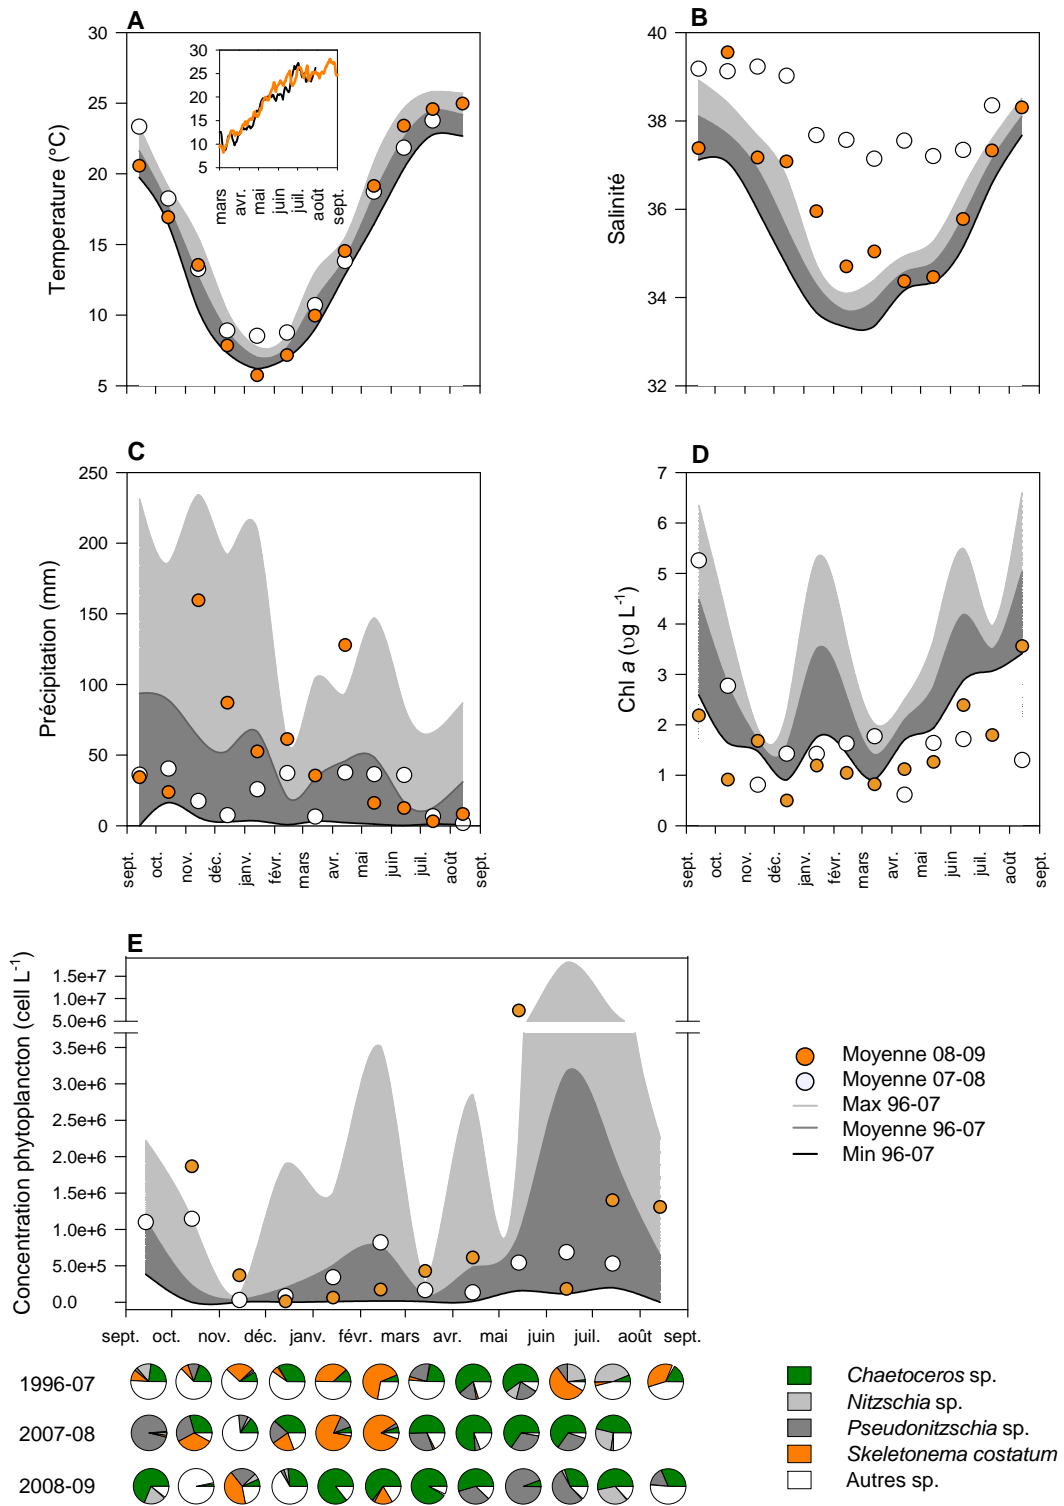 A
30
25
20
15
10
5
Temperature (°C)
30
25
20
15
10
5
mars
avr.
mai
juin
juil.
août
sept.
B
40
38
36
34
32
Salinité
C
250
200
150
100
50
0
Précipitation (mm)
sept.
oct.
nov.
déc.
janv.
févr.
mars
avr.
mai
juin
juil.
août
sept.
D
7
6
5
4
3
2
1
0
Chl a (υg L-1)
sept.
oct.
nov.
déc.
janv.
févr.
mars
avr.
mai
juin
juil.
août
sept.
E
1.5e+7
1.0e+7
5.0e+6
3.5e+6
3.0e+6
2.5e+6
2.0e+6
1.5e+6
1.0e+6
5.0e+5
0.0
Concentration phytoplancton (cell L-1)
sept. oct. nov. déc. janv. févr. mars avr. mai juin juil. août sept.
Moyenne 08-09
Moyenne 07-08
Max 96-07
Moyenne 96-07
Min 96-07
1996-07
2007-08
2008-09
Chaetoceros sp.
Nitzschia sp.
Pseudonitzschia sp.
Skeletonema costatum
Autres sp.